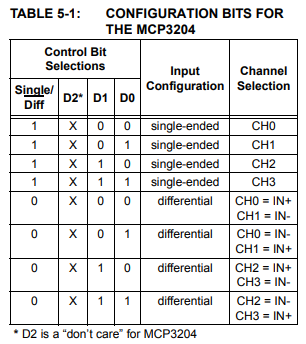 TABLE 5-1: CONFIGURATION BITS FOR
THE MCP3204
Control Bit
Selections
Input
Configuration
Channel
Selection
Single/
Diff
D2* D1 D0
1 X 0 0 single-ended CH0
1 X 0 1 single-ended CH1
1 X 1 0 single-ended CH2
1 X 1 1 single-ended CH3
0 X 0 0 differential CH0 = IN+
CH1 = IN-
0 X 0 1 differential CH0 = IN-
CH1 = IN+
0 X 1 0 differential CH2 = IN+
CH3 = IN-
0 X 1 1 differential CH2 = IN-
CH3 = IN+
* D2 is a “don’t care” for MCP3204